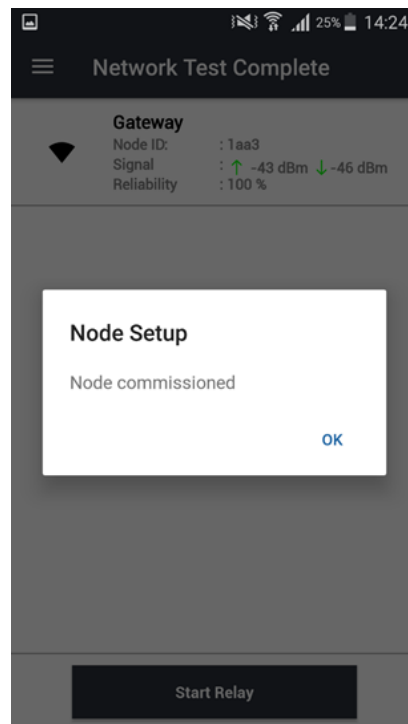 25% 14:24
Network Test Complete
Gateway
Node ID: : 1aa3
Signal : ↑ -43 dBm ↓ -46 dBm
Reliability : 100 %
Node Setup
Node commissioned
OK
Start Relay